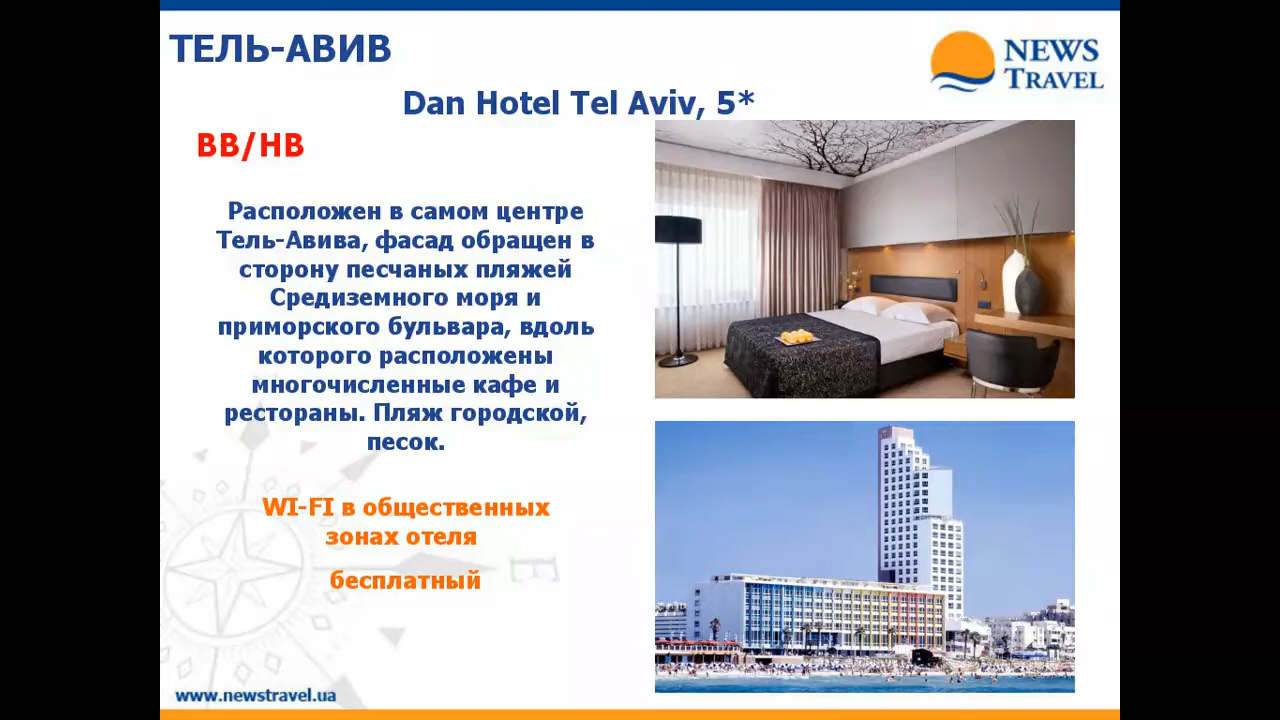 ТЕЛЬ-АВИВ
NEWS
TRAVEL
Dan Hotel Tel Aviv, 5*
BB/HB
Расположен в самом центре
Тель-Авива, фасад обращен в
сторону песчаных пляжей
Средиземного моря и
приморского бульвара, вдоль
которого расположены
многочисленные кафе и
рестораны. Пляж городской,
песок.
WI-FI в общественных
зонах отеля
бесплатный
E
www.newstravel.ua